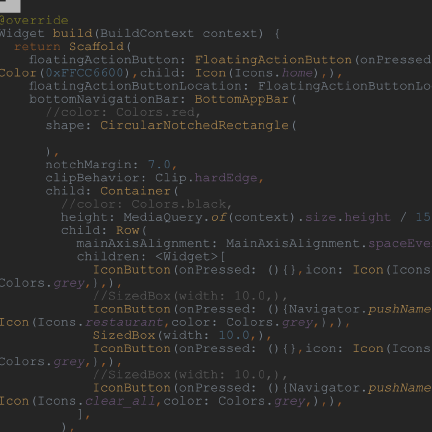 @override
Widget build(BuildContext context) {
return Scaffold(
floatingActionButton: FloatingActionButton(onPressed
Color(0xFFCC6600),child: Icon(Icons.home),),
floatingActionButtonLocation: FloatingActionButtonLo
bottomNavigationBar: BottomAppBar(
//color: Colors.red,
shape: CircularNotchedRectangle(
),
notchMargin: 7.0,
clipBehavior: Clip.hardEdge,
child: Container(
//color: Colors.black,
height: MediaQuery.of(context).size.height / 15
child: Row(
mainAxisAlignment: MainAxisAlignment.spaceEve
children: <Widget>[
IconButton(onPressed: (){},icon: Icon(Icons
Colors.grey,),),
//SizedBox(width: 10.0,),
IconButton(onPressed: (){Navigator.pushName
Icon(Icons.restaurant,color: Colors.grey,),),
SizedBox(width: 10.0,),
IconButton(onPressed: (){},icon: Icon(Icons
Colors.grey,),),
//SizedBox(width: 10.0,),
IconButton(onPressed: (){Navigator.pushName
Icon(Icons.clear_all,color: Colors.grey,),),
],
),